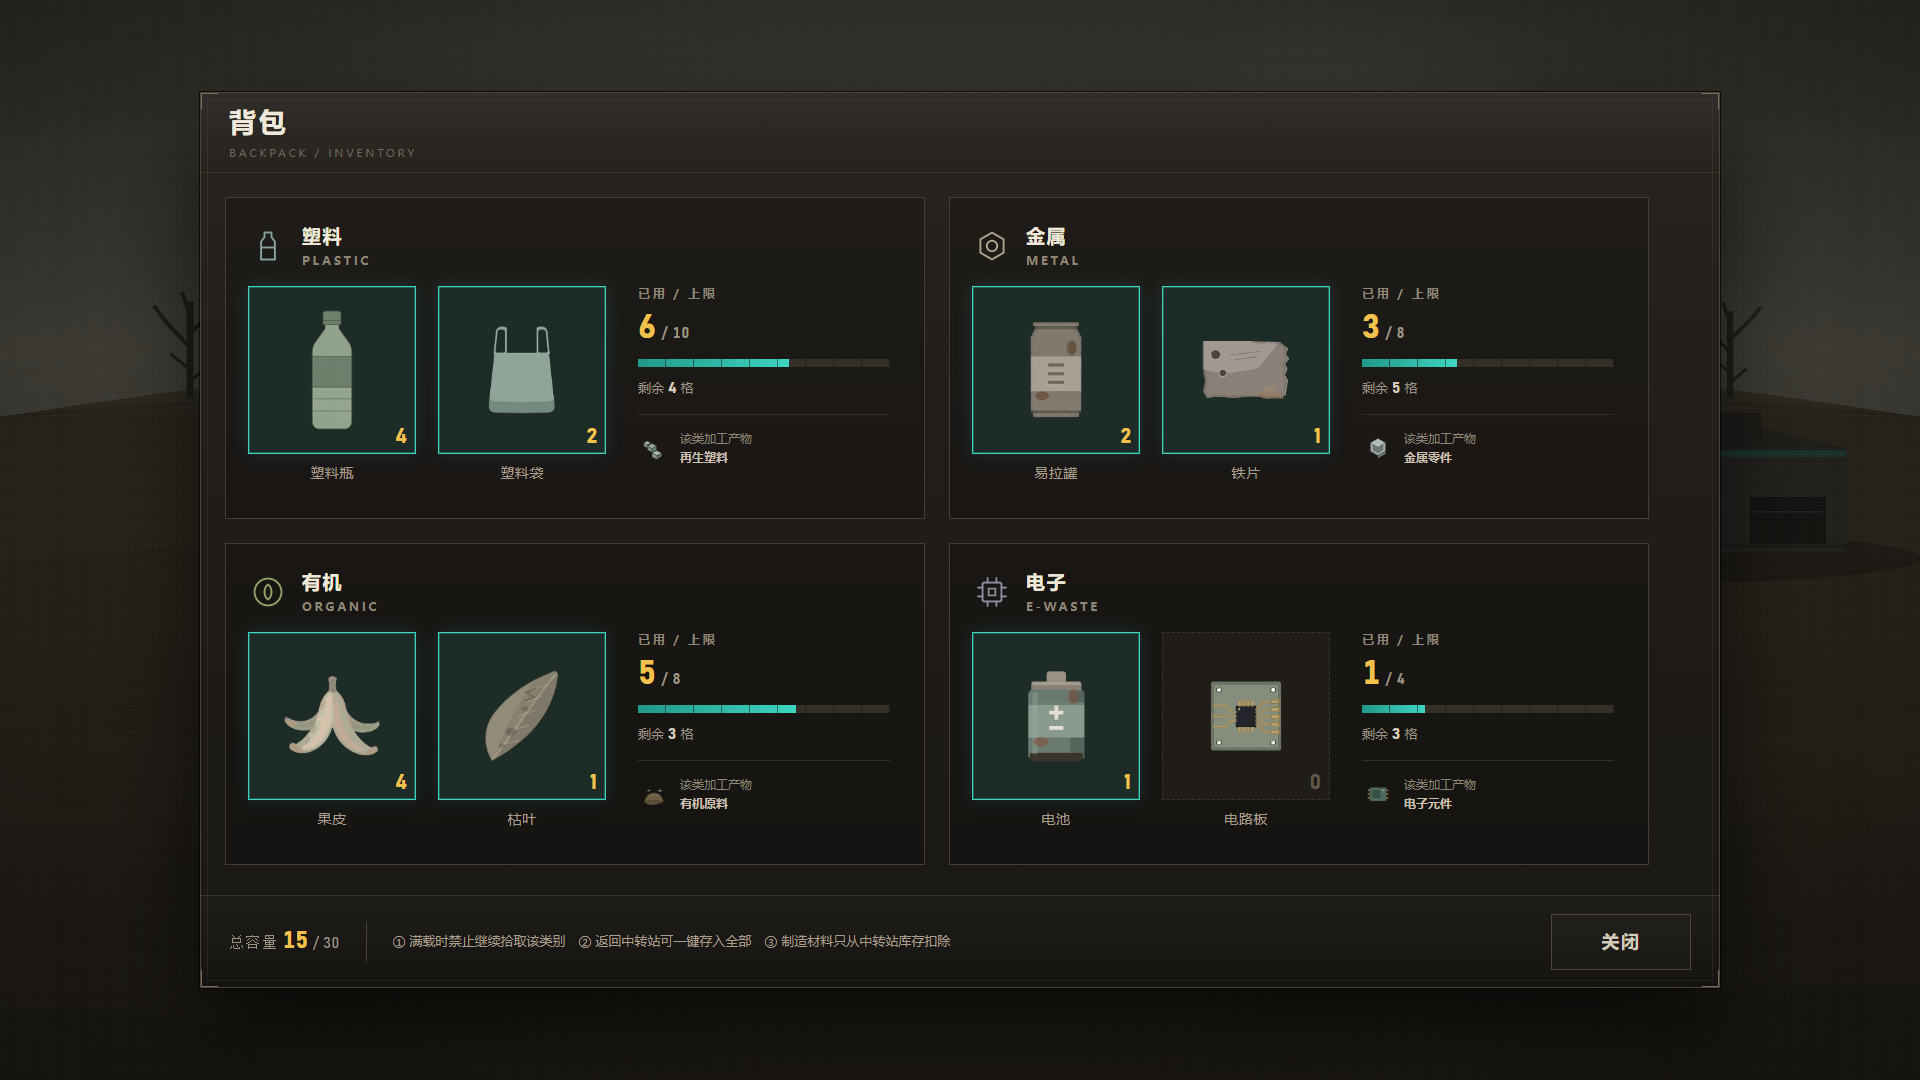 背包
BACKPACK / INVENTORY
塑料
PLASTIC
4
塑料瓶
2
塑料袋
已用 / 上限
6 / 10
剩余 4 格
该类加工产物
再生塑料
金属
METAL
2
易拉罐
1
铁片
已用 / 上限
3 / 8
剩余 5 格
该类加工产物
金属零件
有机
ORGANIC
4
果皮
1
枯叶
已用 / 上限
5 / 8
剩余 3 格
该类加工产物
有机原料
电子
E-WASTE
1
电池
0
电路板
已用 / 上限
1 / 4
剩余 3 格
该类加工产物
电子元件
总容量 15 / 30
① 满载时禁止继续拾取该类别 ② 返回中转站可一键存入全部 ③ 制造材料只从中转站库存扣除
关闭